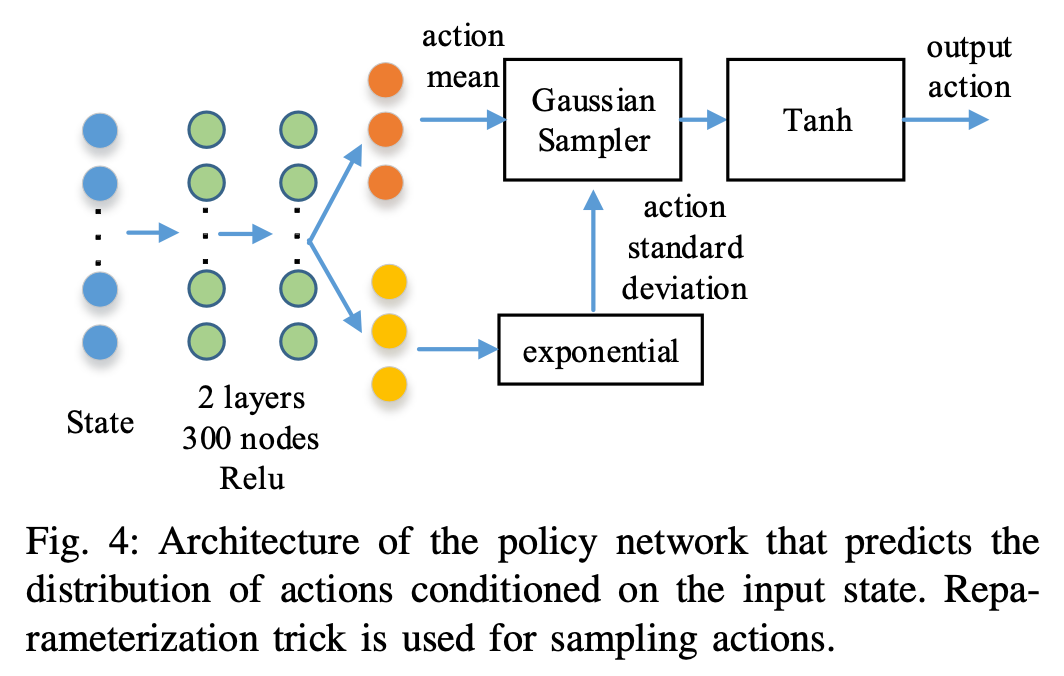 action
mean
output
action
Gaussian
Sampler
Tanh
action
standard
deviation
exponential
State
2 layers
300 nodes
Relu
Fig. 4: Architecture of the policy network that predicts the
distribution of actions conditioned on the input state. Repa-
rameterization trick is used for sampling actions.